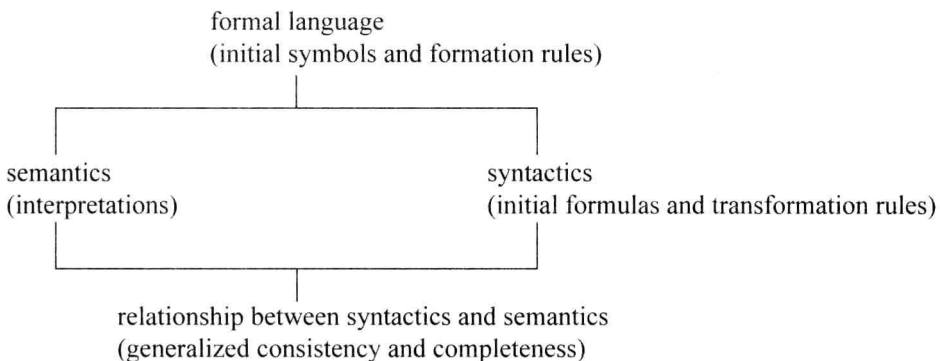 formal language
(initial symbols and formation rules)
semantics
(interpretations)
syntactics
(initial formulas and transformation rules)
relationship between syntactics and semantics
(generalized consistency and completeness)